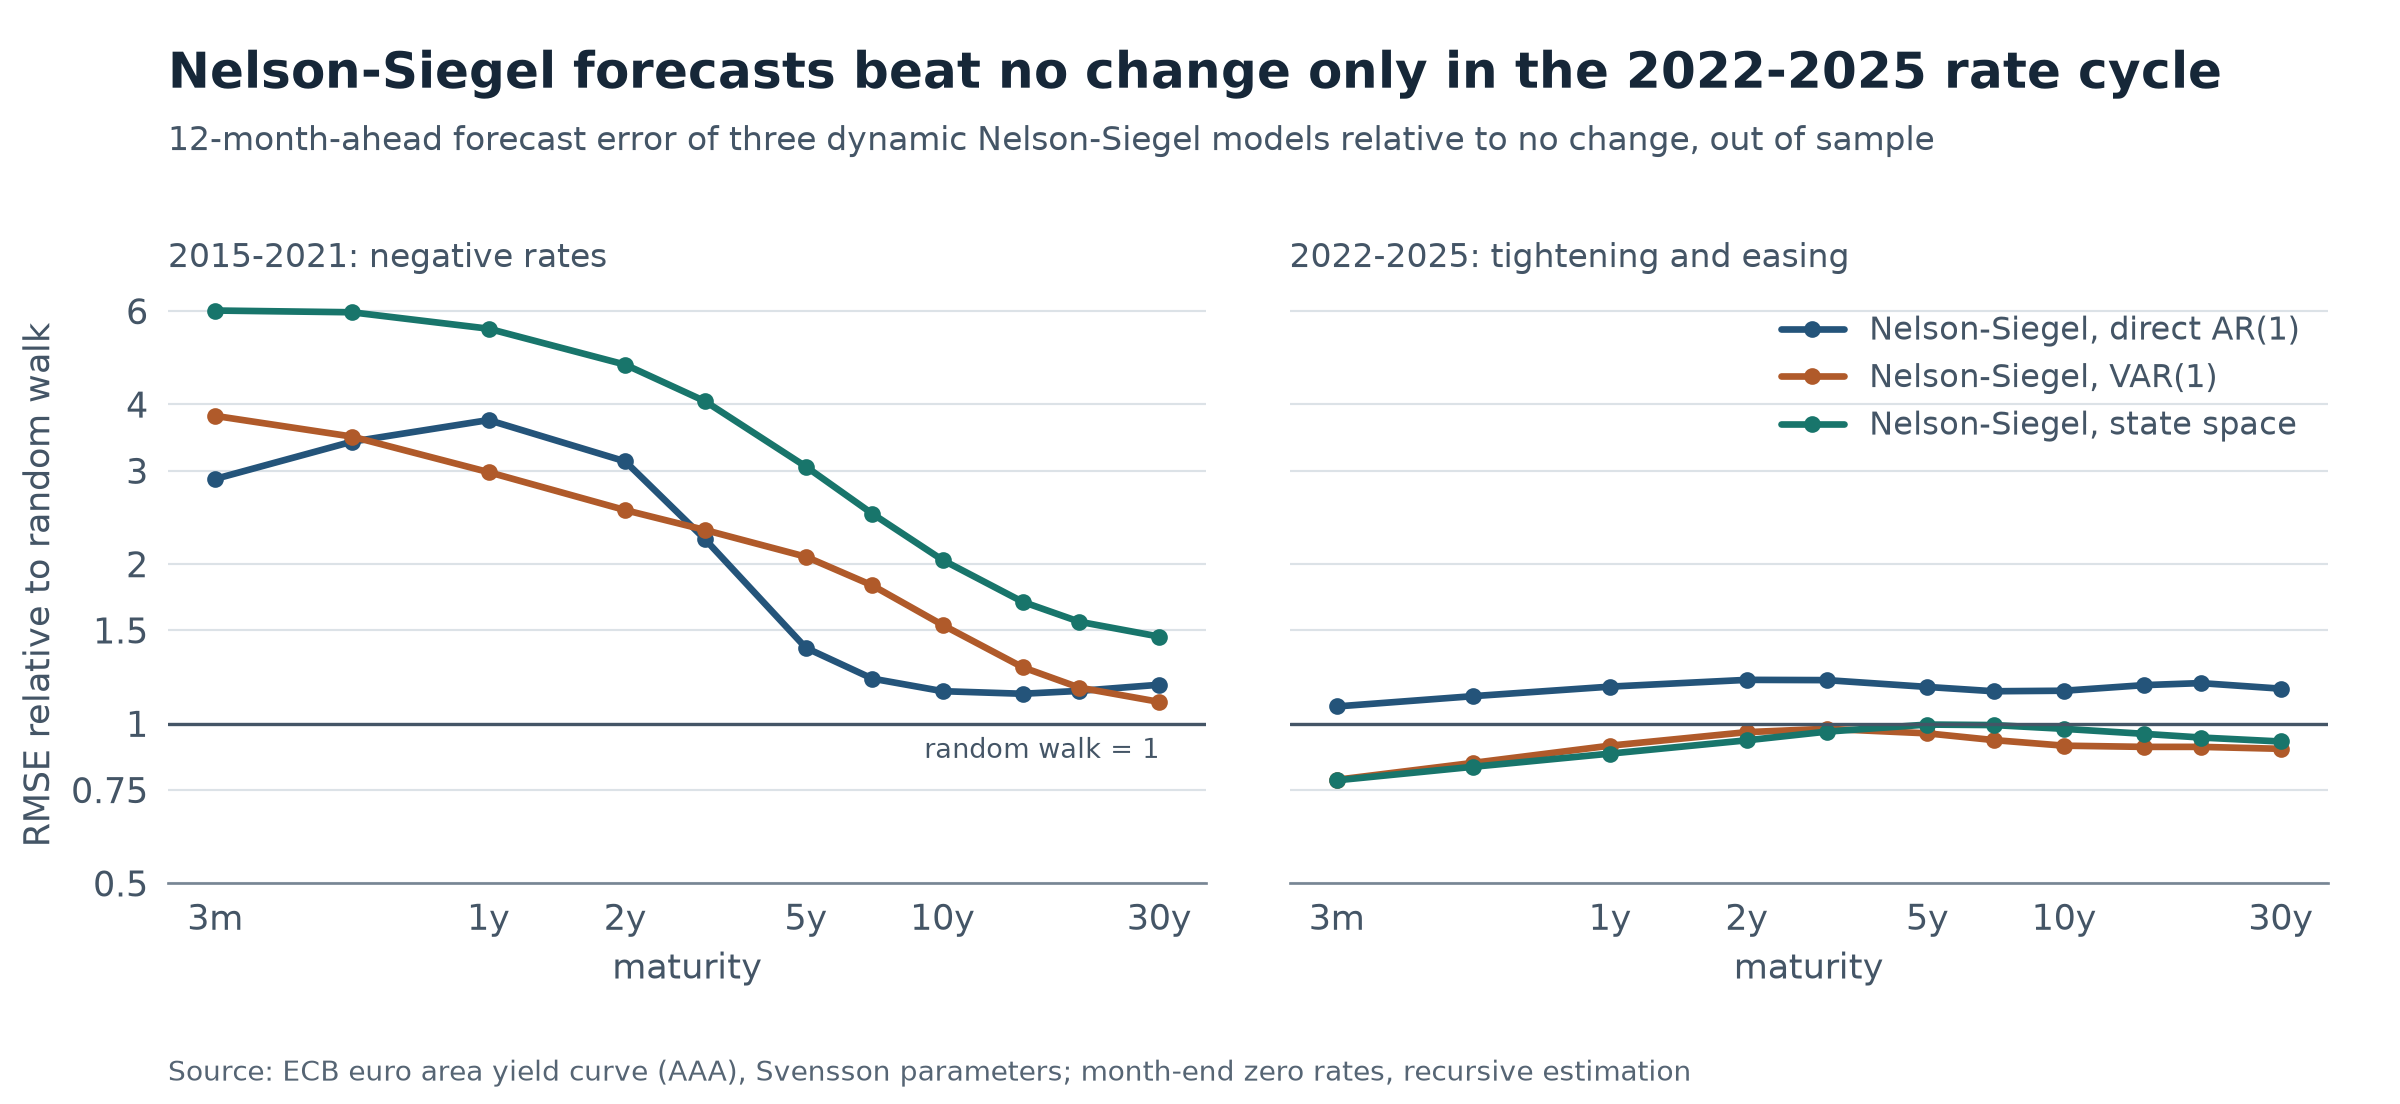 Nelson-Siegel forecasts beat no change only in the 2022-2025 rate cycle
12-month-ahead forecast error of three dynamic Nelson-Siegel models relative to no change, out of sample
2015-2021: negative rates
2022-2025: tightening and easing
RMSE relative to random walk
6
4
3
2
1.5
1
0.75
0.5
random walk = 1
Nelson-Siegel, direct AR(1)
Nelson-Siegel, VAR(1)
Nelson-Siegel, state space
3m 1y 2y 5y 10y 30y
maturity
3m 1y 2y 5y 10y 30y
maturity
Source: ECB euro area yield curve (AAA), Svensson parameters; month-end zero rates, recursive estimation